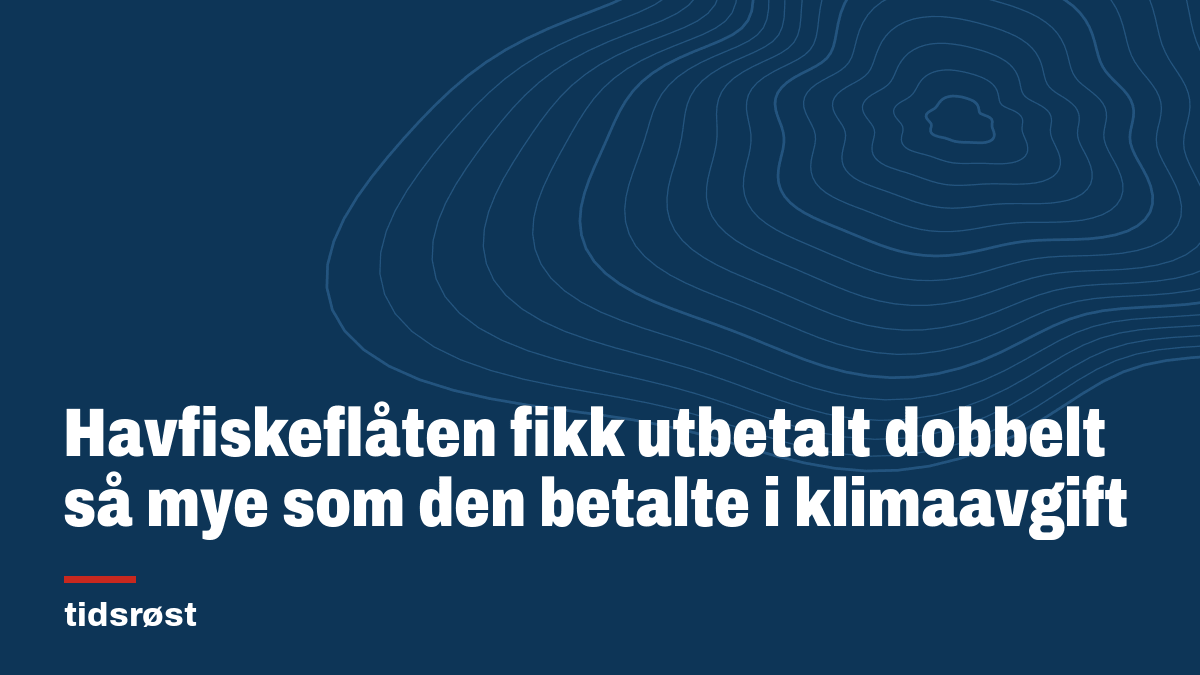 Havfiskeflåten fikk utbetalt dobbelt
så mye som den betalte i klimaavgift
tidsrøst